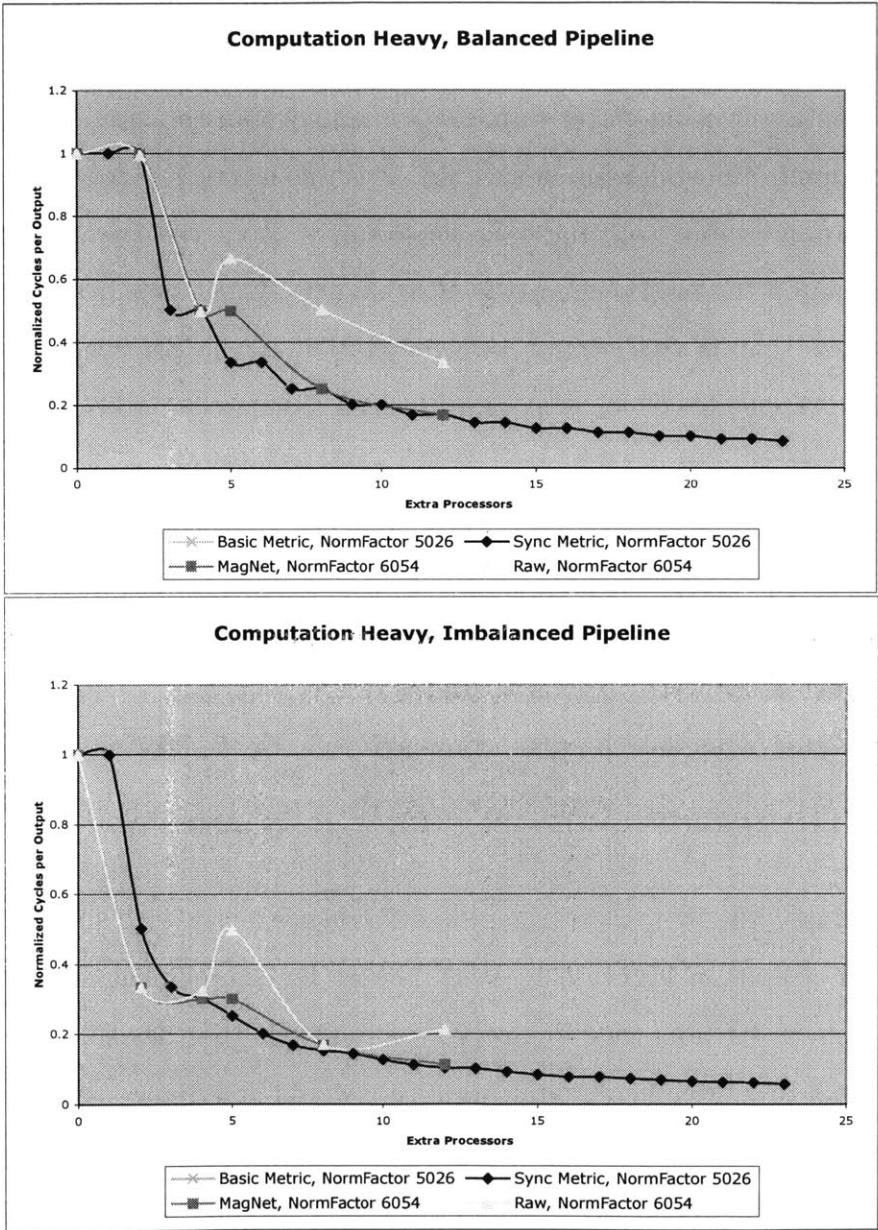 Computation Heavy, Balanced Pipeline
1.2
1
0.8
0.6
0.4
0.2
0
Normalized Cycles per Output
0 5 10 15 20 25
Extra Processors
Basic Metric, NormFactor 5026 Sync Metric, NormFactor 5026
MagNet, NormFactor 6054 Raw, NormFactor 6054
Computation Heavy, Imbalanced Pipeline
1.2
1
0.8
0.6
0.4
0.2
0
Normalized Cycles per Output
0 5 10 15 20 25
Extra Processors
Basic Metric, NormFactor 5026 Sync Metric, NormFactor 5026
MagNet, NormFactor 6054 Raw, NormFactor 6054